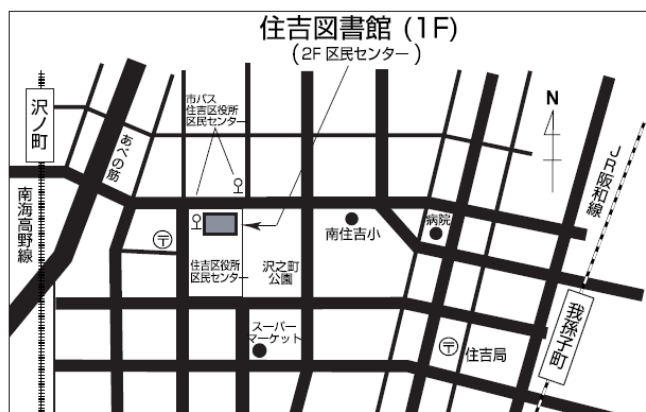 住吉図書館 (1F)
( 2F 区民センター )
沢ノ町
市バス
住吉区役所
区民センター
あべの筋
N
JR阪和線
南海高野線
〒
住吉区役所
区民センター
沢之町
公園
南住吉小
病院
スーパー
マーケット
〒
住吉局
我孫子町